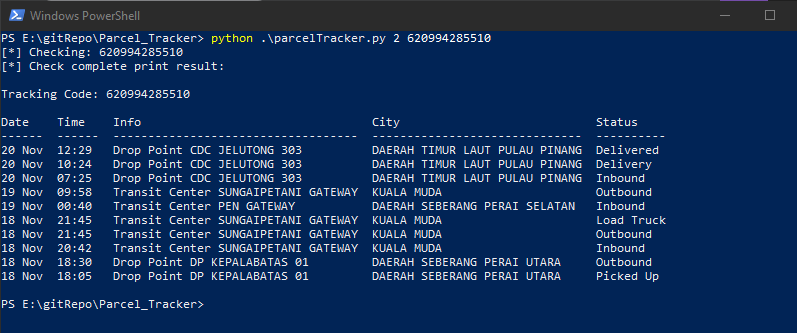 Windows PowerShell
PS E:\gitRepo\Parcel_Tracker> python .\parcelTracker.py 2 620994285510
[*] Checking: 620994285510
[*] Check complete print result:
Tracking Code: 620994285510
Date    Time   Info                                 City                             Status
------  -----  -----------------------------------  -------------------------------  ----------
20 Nov  12:29  Drop Point CDC JELUTONG 303          DAERAH TIMUR LAUT PULAU PINANG  Delivered
20 Nov  10:24  Drop Point CDC JELUTONG 303          DAERAH TIMUR LAUT PULAU PINANG  Delivery
20 Nov  07:25  Drop Point CDC JELUTONG 303          DAERAH TIMUR LAUT PULAU PINANG  Inbound
19 Nov  09:58  Transit Center SUNGAIPETANI GATEWAY  KUALA MUDA                      Outbound
19 Nov  00:40  Transit Center PEN GATEWAY           DAERAH SEBERANG PERAI SELATAN   Inbound
18 Nov  21:45  Transit Center SUNGAIPETANI GATEWAY  KUALA MUDA                      Load Truck
18 Nov  21:45  Transit Center SUNGAIPETANI GATEWAY  KUALA MUDA                      Outbound
18 Nov  20:42  Transit Center SUNGAIPETANI GATEWAY  KUALA MUDA                      Inbound
18 Nov  18:30  Drop Point DP KEPALABATAS 01         DAERAH SEBERANG PERAI UTARA     Outbound
18 Nov  18:05  Drop Point DP KEPALABATAS 01         DAERAH SEBERANG PERAI UTARA     Picked Up
PS E:\gitRepo\Parcel_Tracker>